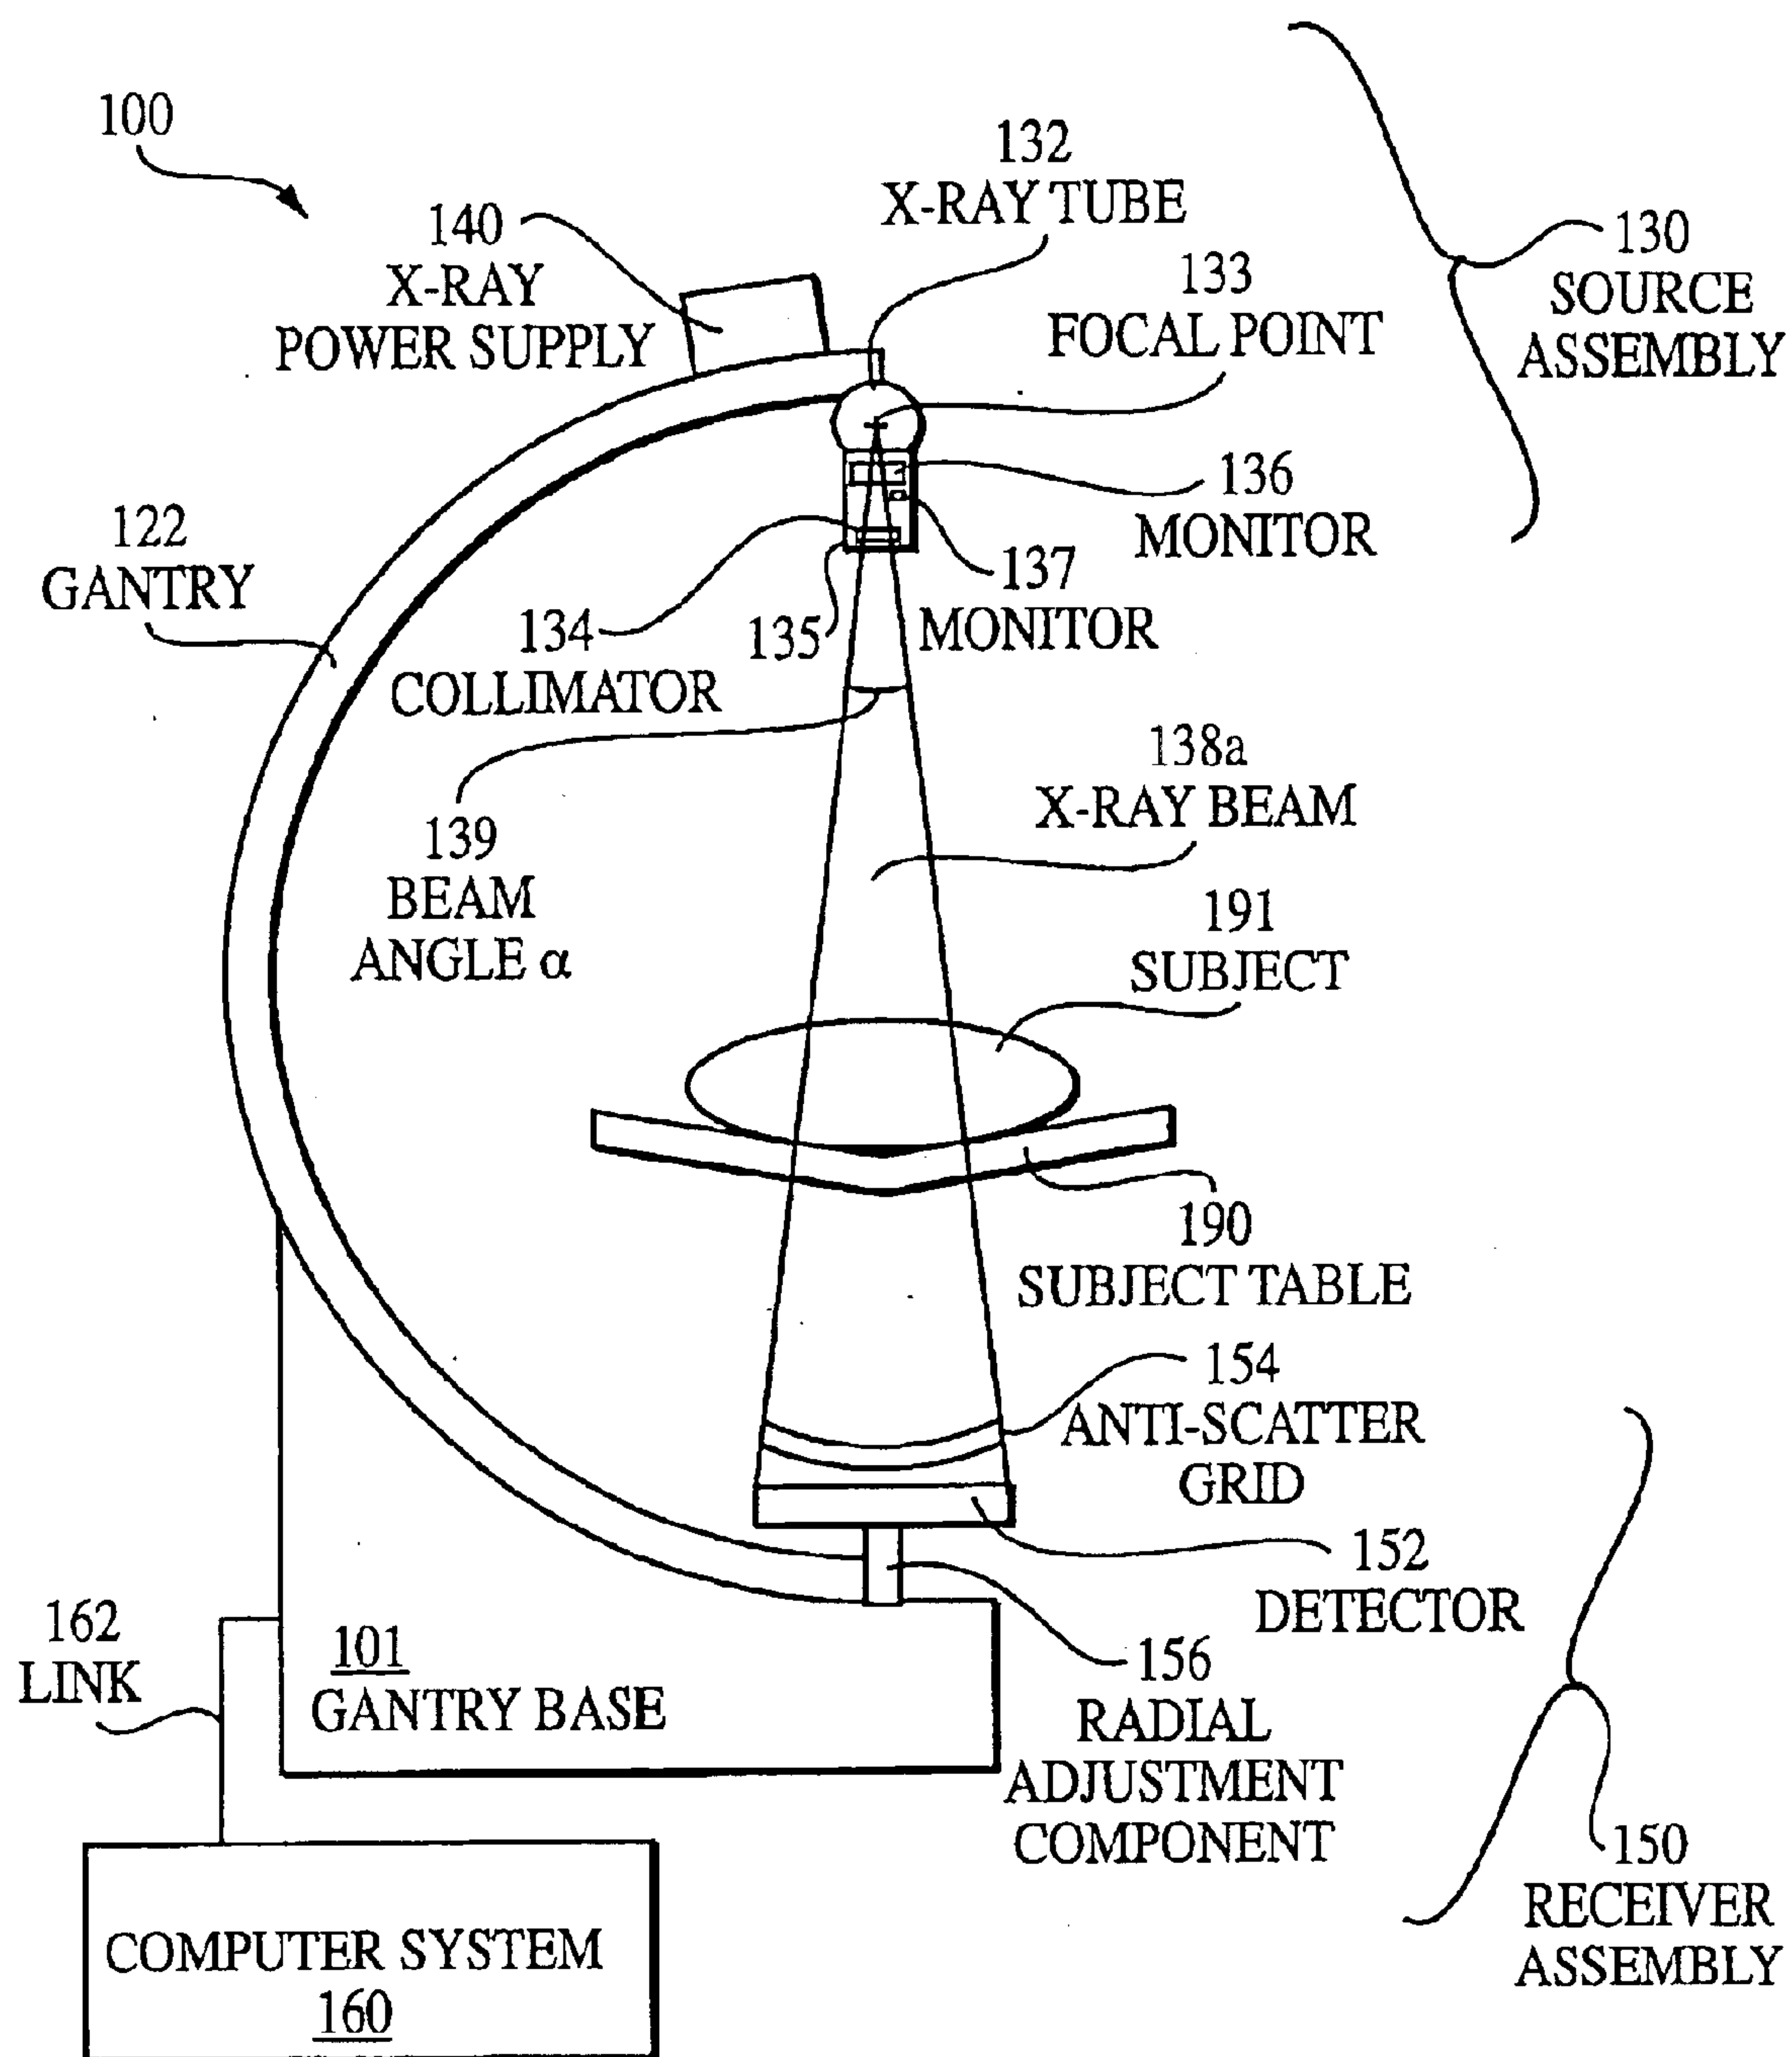 100
132
X-RAY TUBE
140
X-RAY
POWER SUPPLY
133
FOCAL POINT
130
SOURCE
ASSEMBLY
136
MONITOR
122
GANTRY
137
MONITOR
134
COLLIMATOR
135
138a
X-RAY BEAM
139
BEAM
ANGLE α
191
SUBJECT
190
SUBJECT TABLE
154
ANTI-SCATTER
GRID
152
DETECTOR
162
LINK
101
GANTRY BASE
156
RADIAL
ADJUSTMENT
COMPONENT
150
RECEIVER
ASSEMBLY
COMPUTER SYSTEM
160